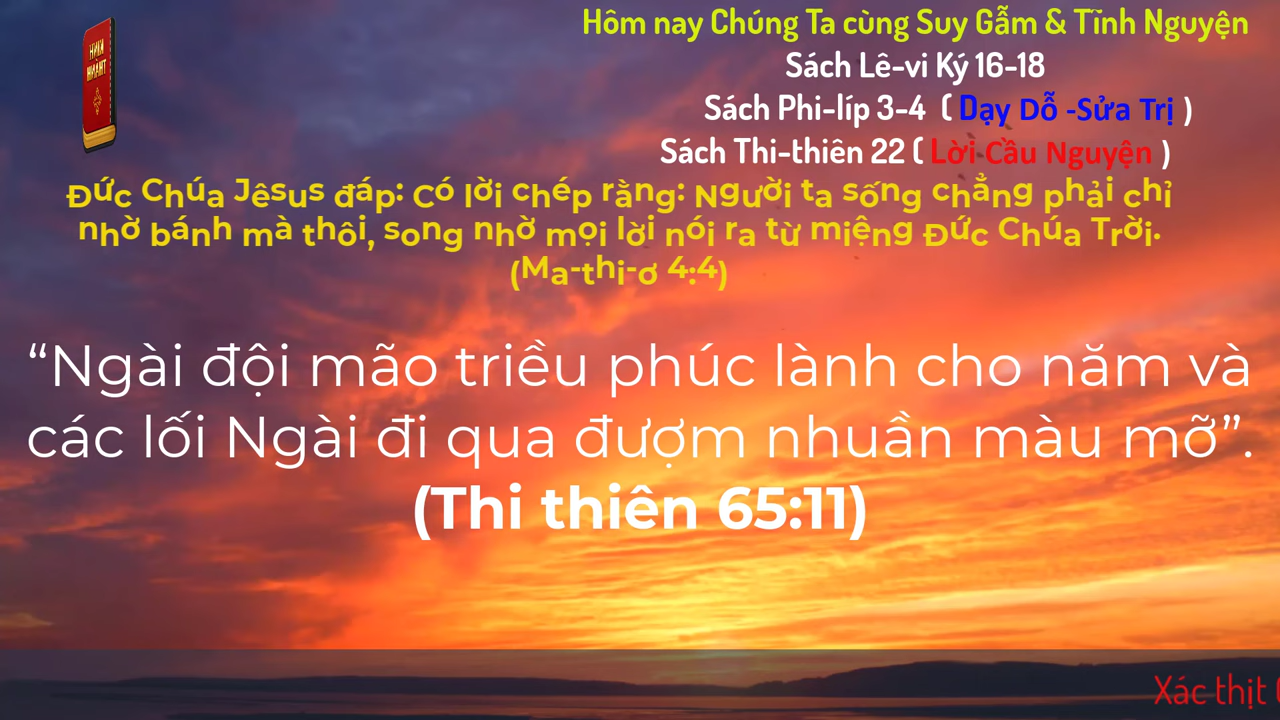 KINH
THÁNH
Hôm nay Chúng Ta cùng Suy Gẫm & Tĩnh Nguyện
Sách Lê-vi Ký 16-18
Sách Phi-líp 3-4 ( Dạy Dỗ -Sửa Trị )
Sách Thi-thiên 22 ( Lời Cầu Nguyện )
Đức Chúa Jêsus đáp: Có lời chép rằng: Người ta sống chẳng phải chỉ
nhờ bánh mà thôi, song nhờ mọi lời nói ra từ miệng Đức Chúa Trời.
(Ma-thi-ơ 4:4)
“Ngài đội mão triều phúc lành cho năm và
các lối Ngài đi qua đượm nhuần màu mỡ”.
(Thi thiên 65:11)
Xác thịt